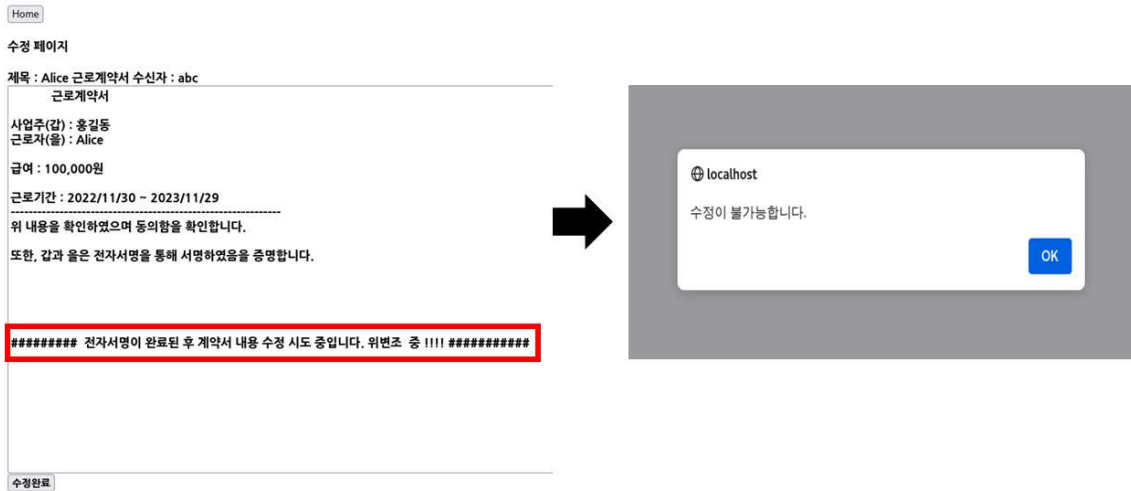 Home
수정 페이지
제목 : Alice 근로계약서 수신자 : abc
근로계약서
사업주(갑) : 홍길동
근로자(을) : Alice
급여 : 100,000원
근로기간 : 2022/11/30 ~ 2023/11/29
------------------------------------------------------------
위 내용을 확인하였으며 동의함을 확인합니다.
또한, 갑과 을은 전자서명을 통해 서명하였음을 증명합니다.
######### 전자서명이 완료된 후 계약서 내용 수정 시도 중입니다. 위변조 중 !!!! ###########
수정완료
localhost
수정이 불가능합니다.
OK